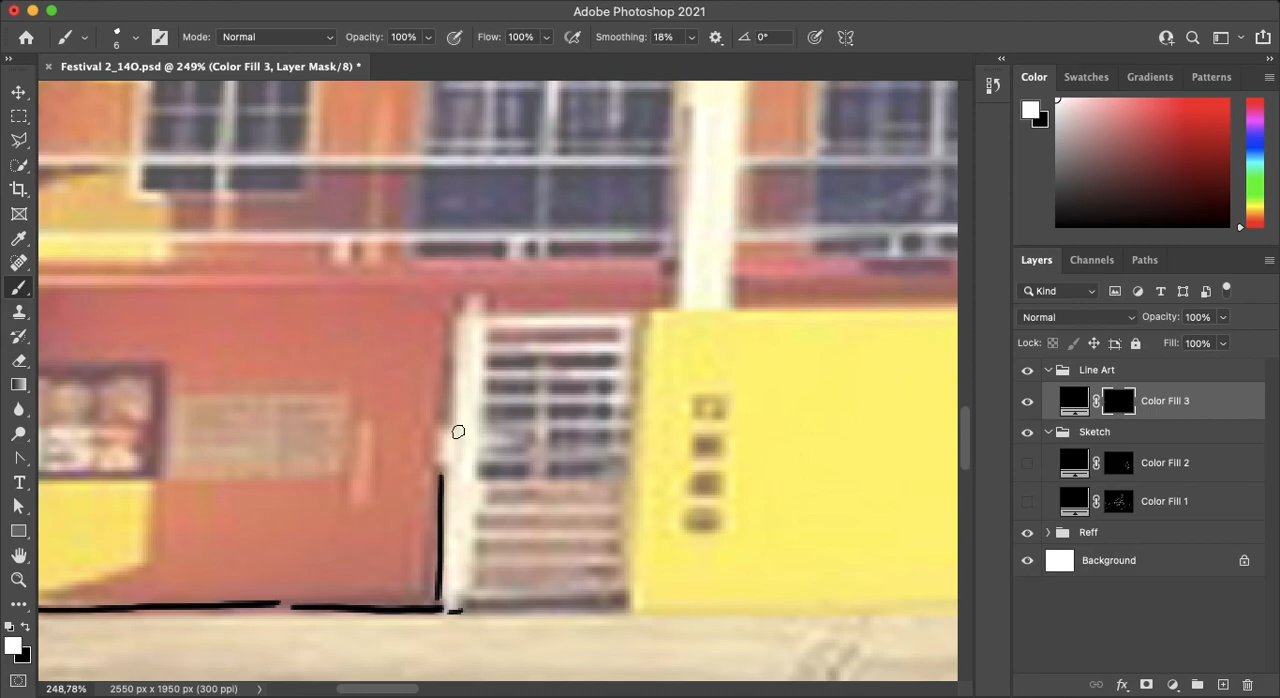 Adobe Photoshop 2021
6 Mode: Normal Opacity: 100% Flow: 100% Smoothing: 18% 0°
Festival 2_14O.psd @ 249% (Color Fill 3, Layer Mask/8) *
Color Swatches Gradients Patterns
Layers Channels Paths
Kind
Normal Opacity: 100%
Lock: Fill: 100%
Line Art
Color Fill 3
Sketch
Color Fill 2
Color Fill 1
Reff
Background
248,78% 2550 px x 1950 px (300 ppi)